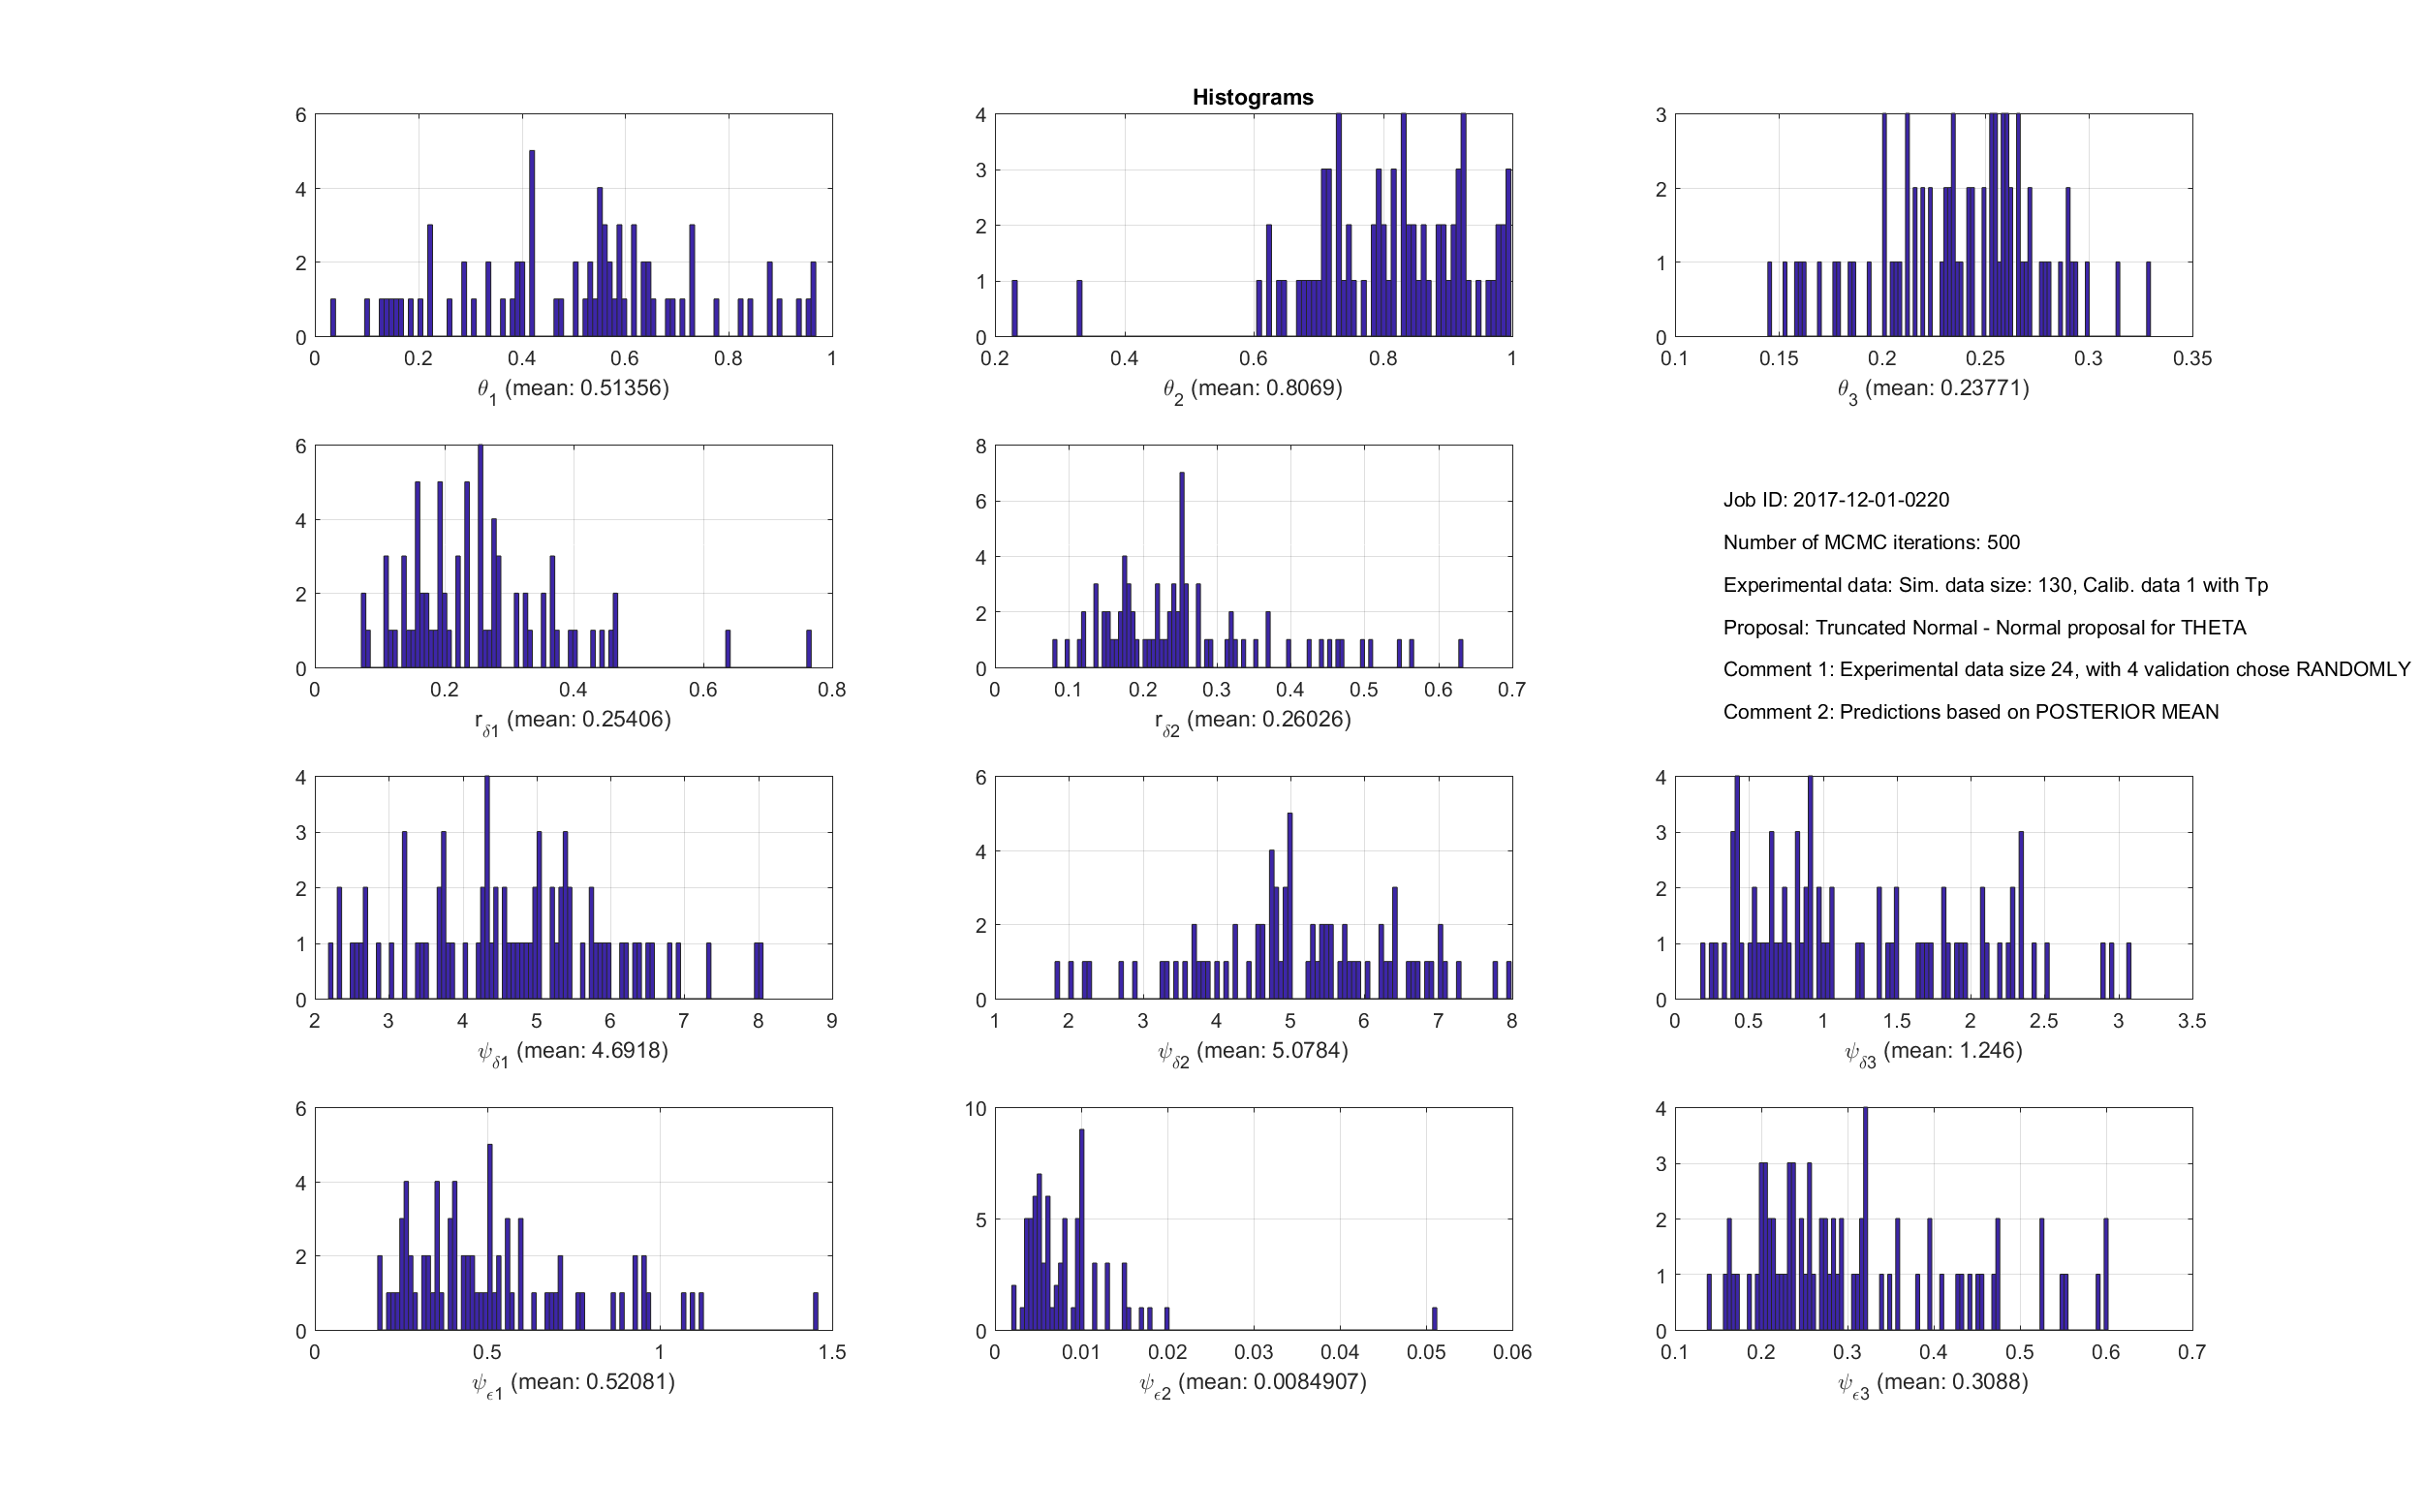 Histograms
6
4
2
0
0 0.2 0.4 0.6 0.8 1
θ1 (mean: 0.51356)
4
3
2
1
0
0.2 0.4 0.6 0.8 1
θ2 (mean: 0.8069)
3
2
1
0
0.1 0.15 0.2 0.25 0.3 0.35
θ3 (mean: 0.23771)
6
4
2
0
0 0.2 0.4 0.6 0.8
rδ1 (mean: 0.25406)
8
6
4
2
0
0 0.1 0.2 0.3 0.4 0.5 0.6 0.7
rδ2 (mean: 0.26026)
Job ID: 2017-12-01-0220
Number of MCMC iterations: 500
Experimental data: Sim. data size: 130, Calib. data 1 with Tp
Proposal: Truncated Normal - Normal proposal for THETA
Comment 1: Experimental data size 24, with 4 validation chose RANDOMLY
Comment 2: Predictions based on POSTERIOR MEAN
4
3
2
1
0
2 3 4 5 6 7 8 9
ψδ1 (mean: 4.6918)
6
4
2
0
1 2 3 4 5 6 7 8
ψδ2 (mean: 5.0784)
4
3
2
1
0
0 0.5 1 1.5 2 2.5 3 3.5
ψδ3 (mean: 1.246)
6
4
2
0
0 0.5 1 1.5
ψϵ1 (mean: 0.52081)
10
5
0
0 0.01 0.02 0.03 0.04 0.05 0.06
ψϵ2 (mean: 0.0084907)
4
3
2
1
0
0.1 0.2 0.3 0.4 0.5 0.6 0.7
ψϵ3 (mean: 0.3088)